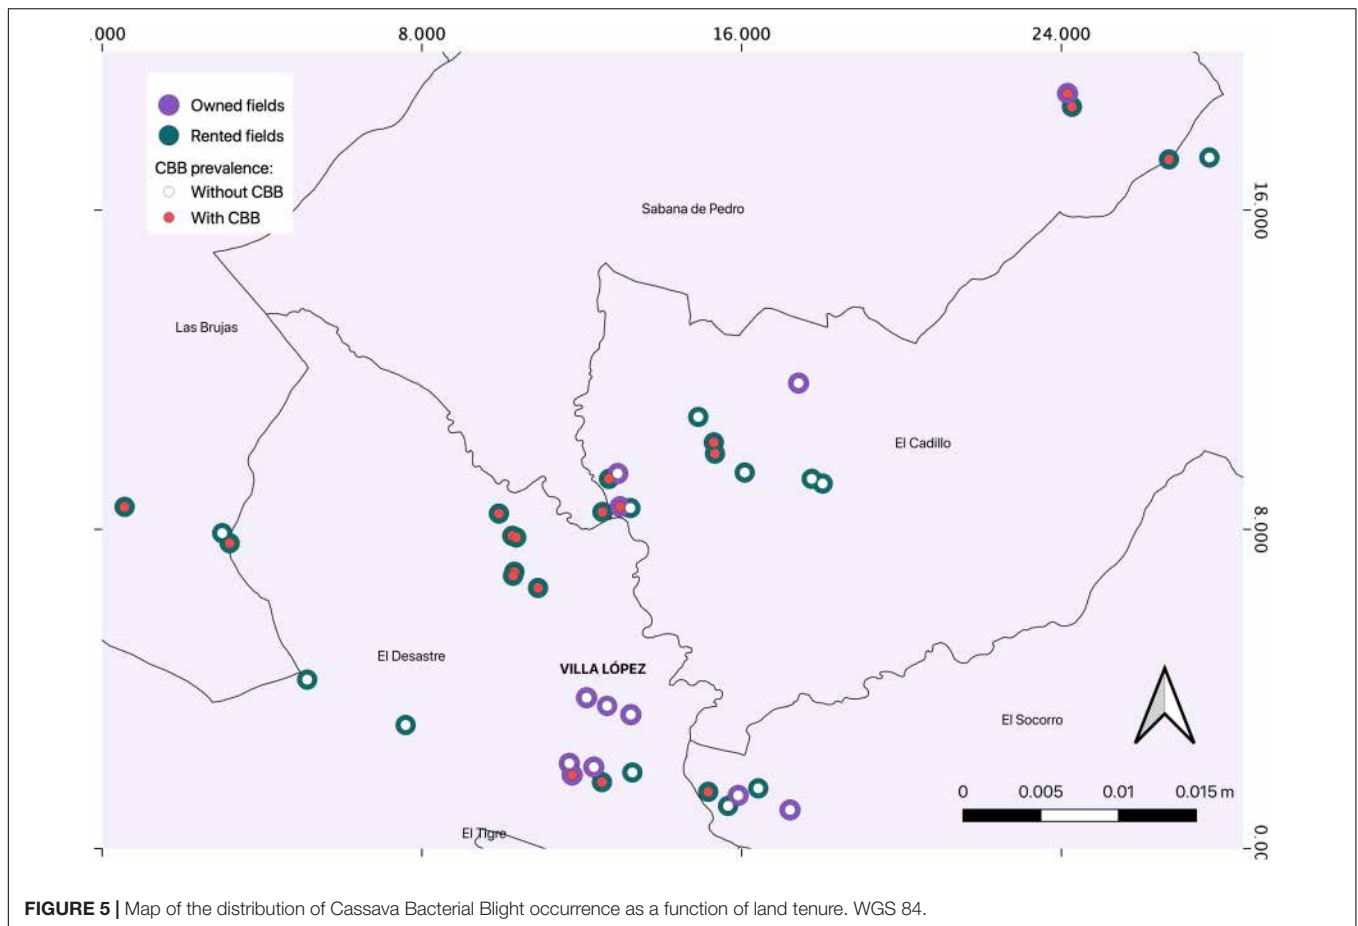 .000 8.000 16.000 24.000
Owned fields
Rented fields
CBB prevalence:
Without CBB
With CBB
Sabana de Pedro
16.000
Las Brujas
El Cadillo
8.000
El Desastre
VILLA LÓPEZ
El Socorro
0 0.005 0.01 0.015 m
El Tigre
0.00
FIGURE 5 | Map of the distribution of Cassava Bacterial Blight occurrence as a function of land tenure. WGS 84.